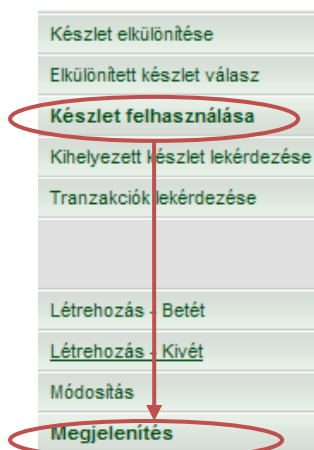 Készlet elkülönítése
Elkülönített készlet válasz
Készlet felhasználása
Kihelyezett készlet lekérdezése
Tranzakciók lekérdezése
Létrehozás - Betét
Létrehozás - Kivét
Módosítás
Megjelenítés